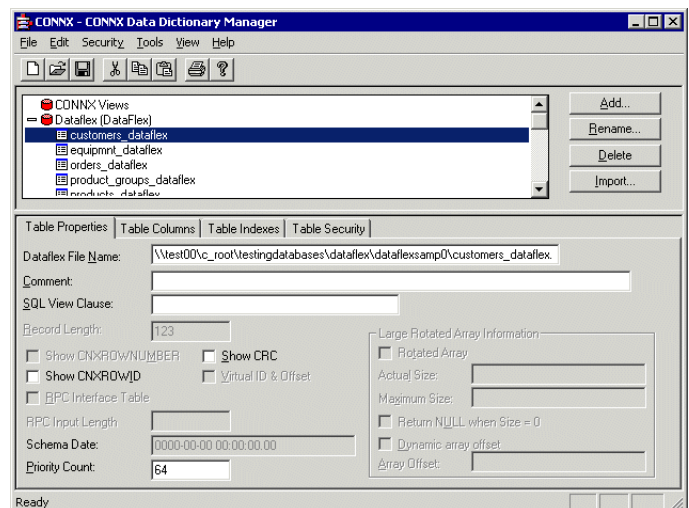 CONNX - CONNX Data Dictionary Manager
File Edit Security Tools View Help
CONNX Views
Dataflex (DataFlex)
customers_dataflex
equipmnt_dataflex
orders_dataflex
product_groups_dataflex
products_dataflex
Add...
Rename...
Delete
Import...
Table Properties Table Columns Table Indexes Table Security
Dataflex File Name: \\test00\c_root\testingdatabases\dataflex\dataflexsamp0\customers_dataflex.
Comment:
SQL View Clause:
Record Length: 123
Show CNXROWNUMBER Show CRC
Show CNXROWID Virtual ID & Offset
RPC Interface Table
RPC Input Length
Schema Date: 0000-00-00 00:00:00.00
Priority Count: 64
Large Rotated Array Information
Rotated Array
Actual Size:
Maximum Size:
Return NULL when Size = 0
Dynamic array offset
Array Offset:
Ready